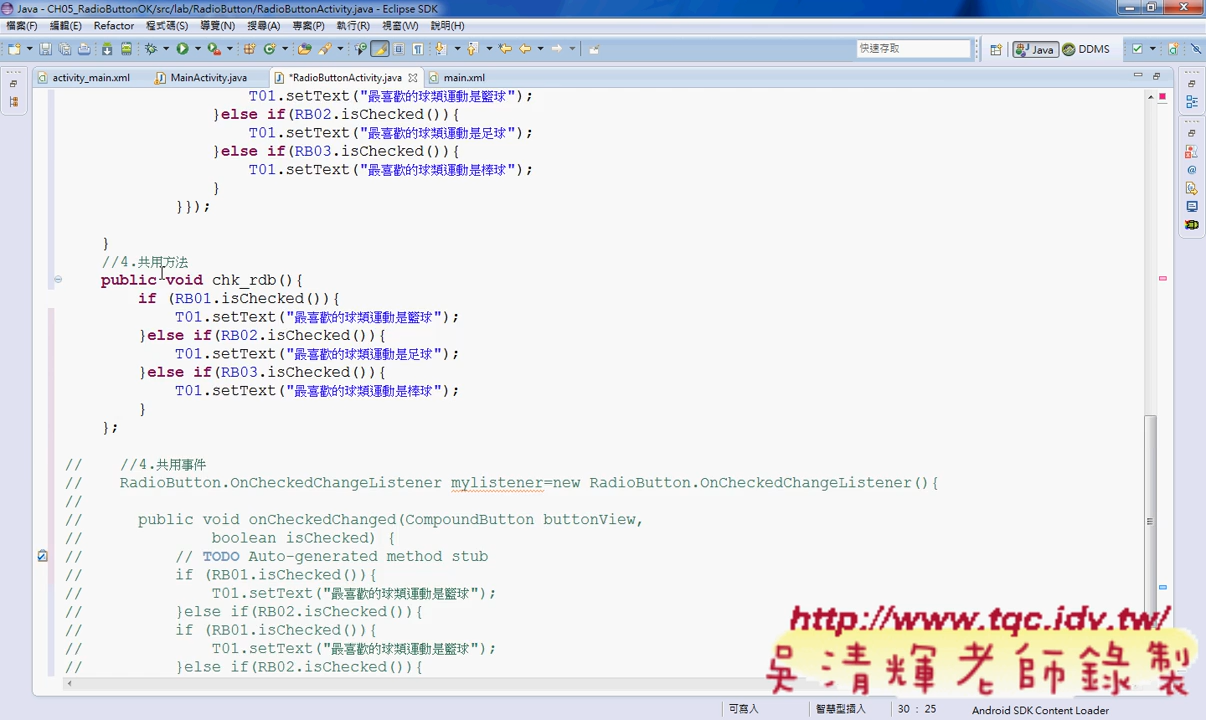 Java - CH05_RadioButtonOK/src/lab/RadioButton/RadioButtonActivity.java - Eclipse SDK
檔案(F) 編輯(E) Refactor 程式碼(S) 導覽(N) 搜尋(A) 專案(P) 執行(R) 視窗(W) 說明(H)
快速存取 Java DDMS
activity_main.xml MainActivity.java *RadioButtonActivity.java main.xml
T01.setText("最喜歡的球類運動是籃球");
}else if(RB02.isChecked()){
T01.setText("最喜歡的球類運動是足球");
}else if(RB03.isChecked()){
T01.setText("最喜歡的球類運動是棒球");
}
}});
}
//4.共用方法
public void chk_rdb(){
if (RB01.isChecked()){
T01.setText("最喜歡的球類運動是籃球");
}else if(RB02.isChecked()){
T01.setText("最喜歡的球類運動是足球");
}else if(RB03.isChecked()){
T01.setText("最喜歡的球類運動是棒球");
}
};
// //4.共用事件
// RadioButton.OnCheckedChangeListener mylistener=new RadioButton.OnCheckedChangeListener(){
//
// public void onCheckedChanged(CompoundButton buttonView,
// boolean isChecked) {
// // TODO Auto-generated method stub
// if (RB01.isChecked()){
// T01.setText("最喜歡的球類運動是籃球");
// }else if(RB02.isChecked()){
// if (RB01.isChecked()){
// T01.setText("最喜歡的球類運動是籃球");
// }else if(RB02.isChecked()){
http://www.tqc.idv.tw/
吳清輝老師錄製
可寫入 智慧型插入 30 : 25 Android SDK Content Loader